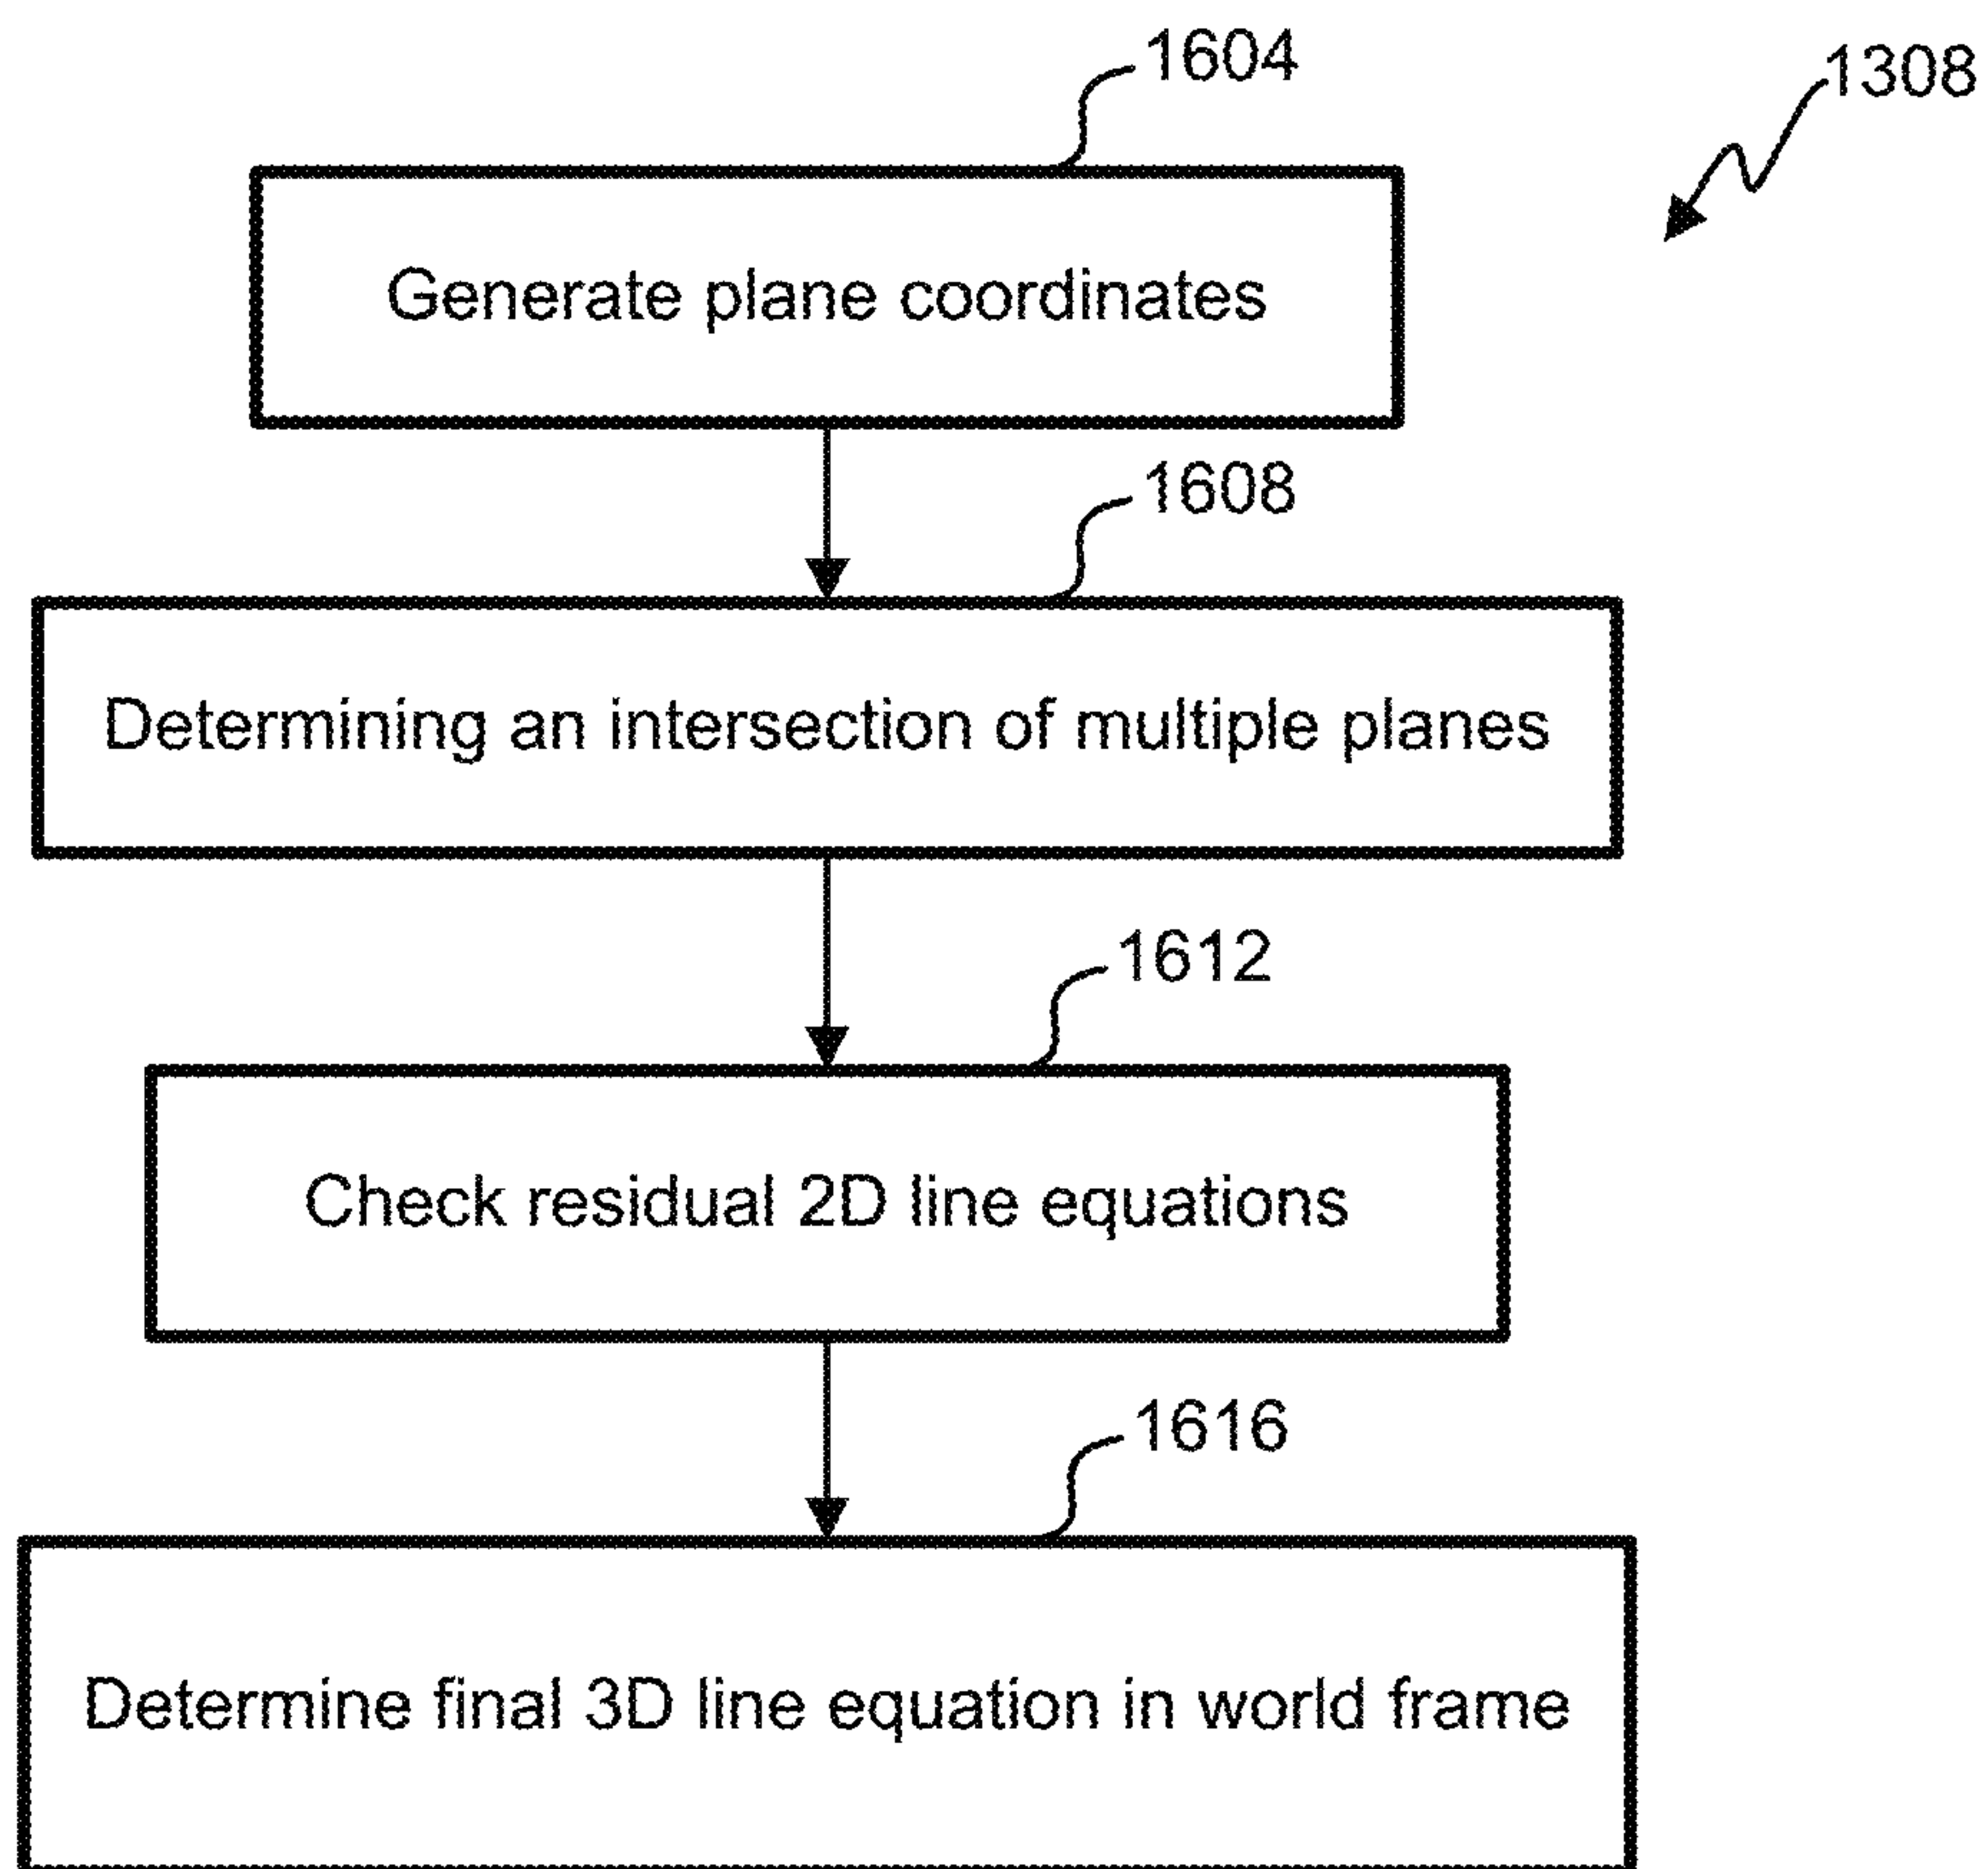 1604
1308
Generate plane coordinates
1608
Determining an intersection of multiple planes
1612
Check residual 2D line equations
1616
Determine final 3D line equation in world frame